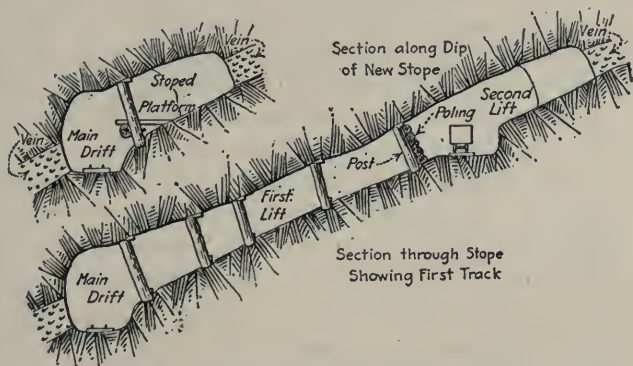 Vein
Stoped
Platform
Main
Drift
Vein
Section along Dip
of New Stope
Vein
Second
Lift
Poling
Post
First
Lift
Main
Drift
Section through Stope
Showing First Track